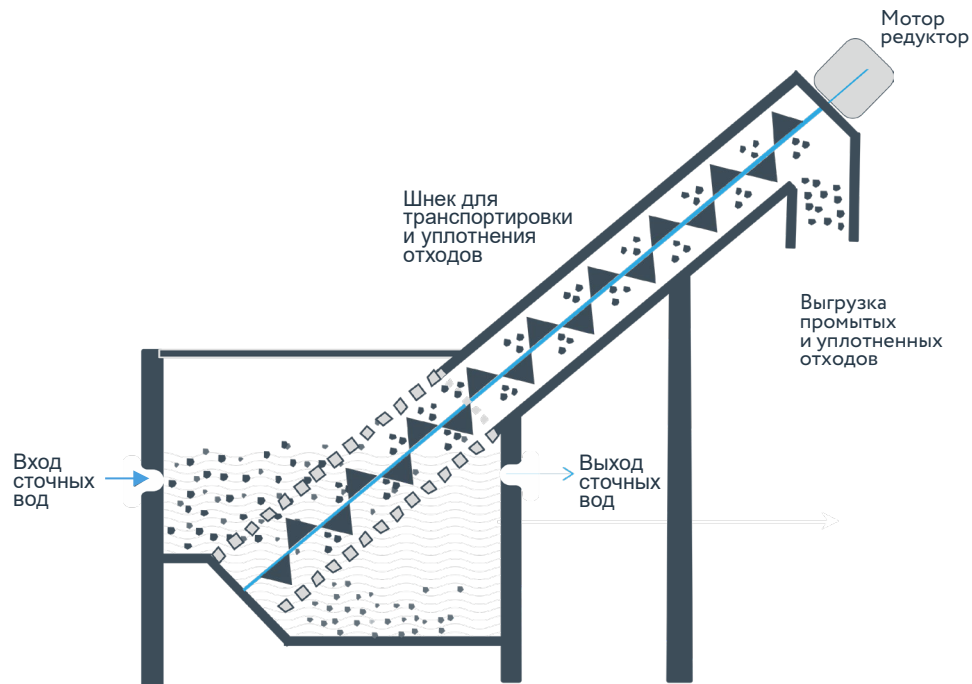 Мотор
редуктор
Шнек для
транспортировки
и уплотнения
отходов
Выгрузка
промытых
и уплотненных
отходов
Вход
сточных
вод
Выход
сточных
вод